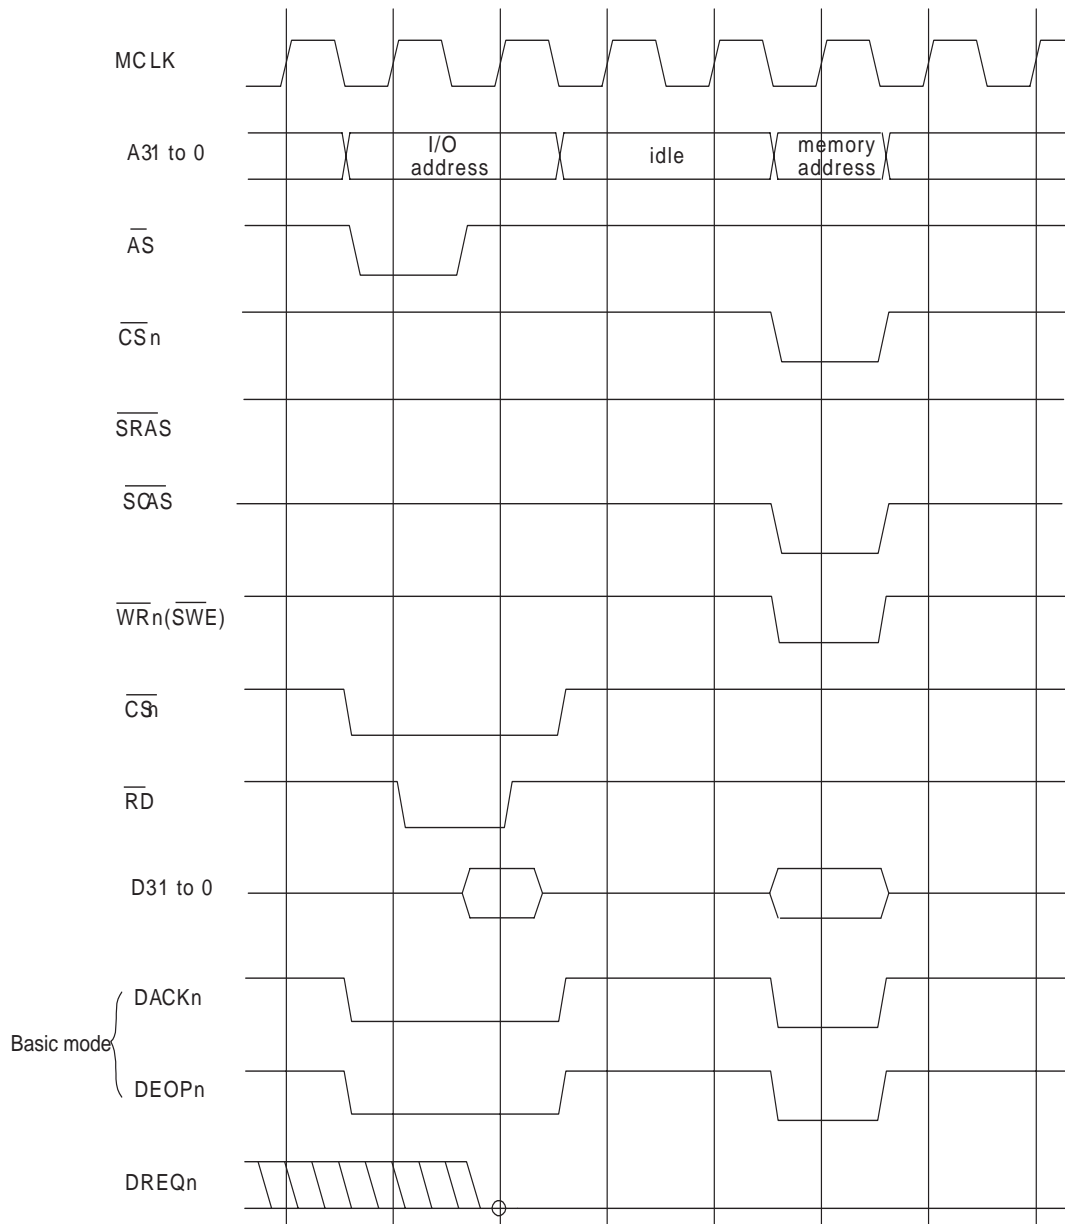 MCLK
A31 to 0
I/O
address
idle
memory
address
AS
CSn
SRAS
SCAS
WRn(SWE)
CSn
RD
D31 to 0
DACKn
Basic mode
DEOPn
DREQn